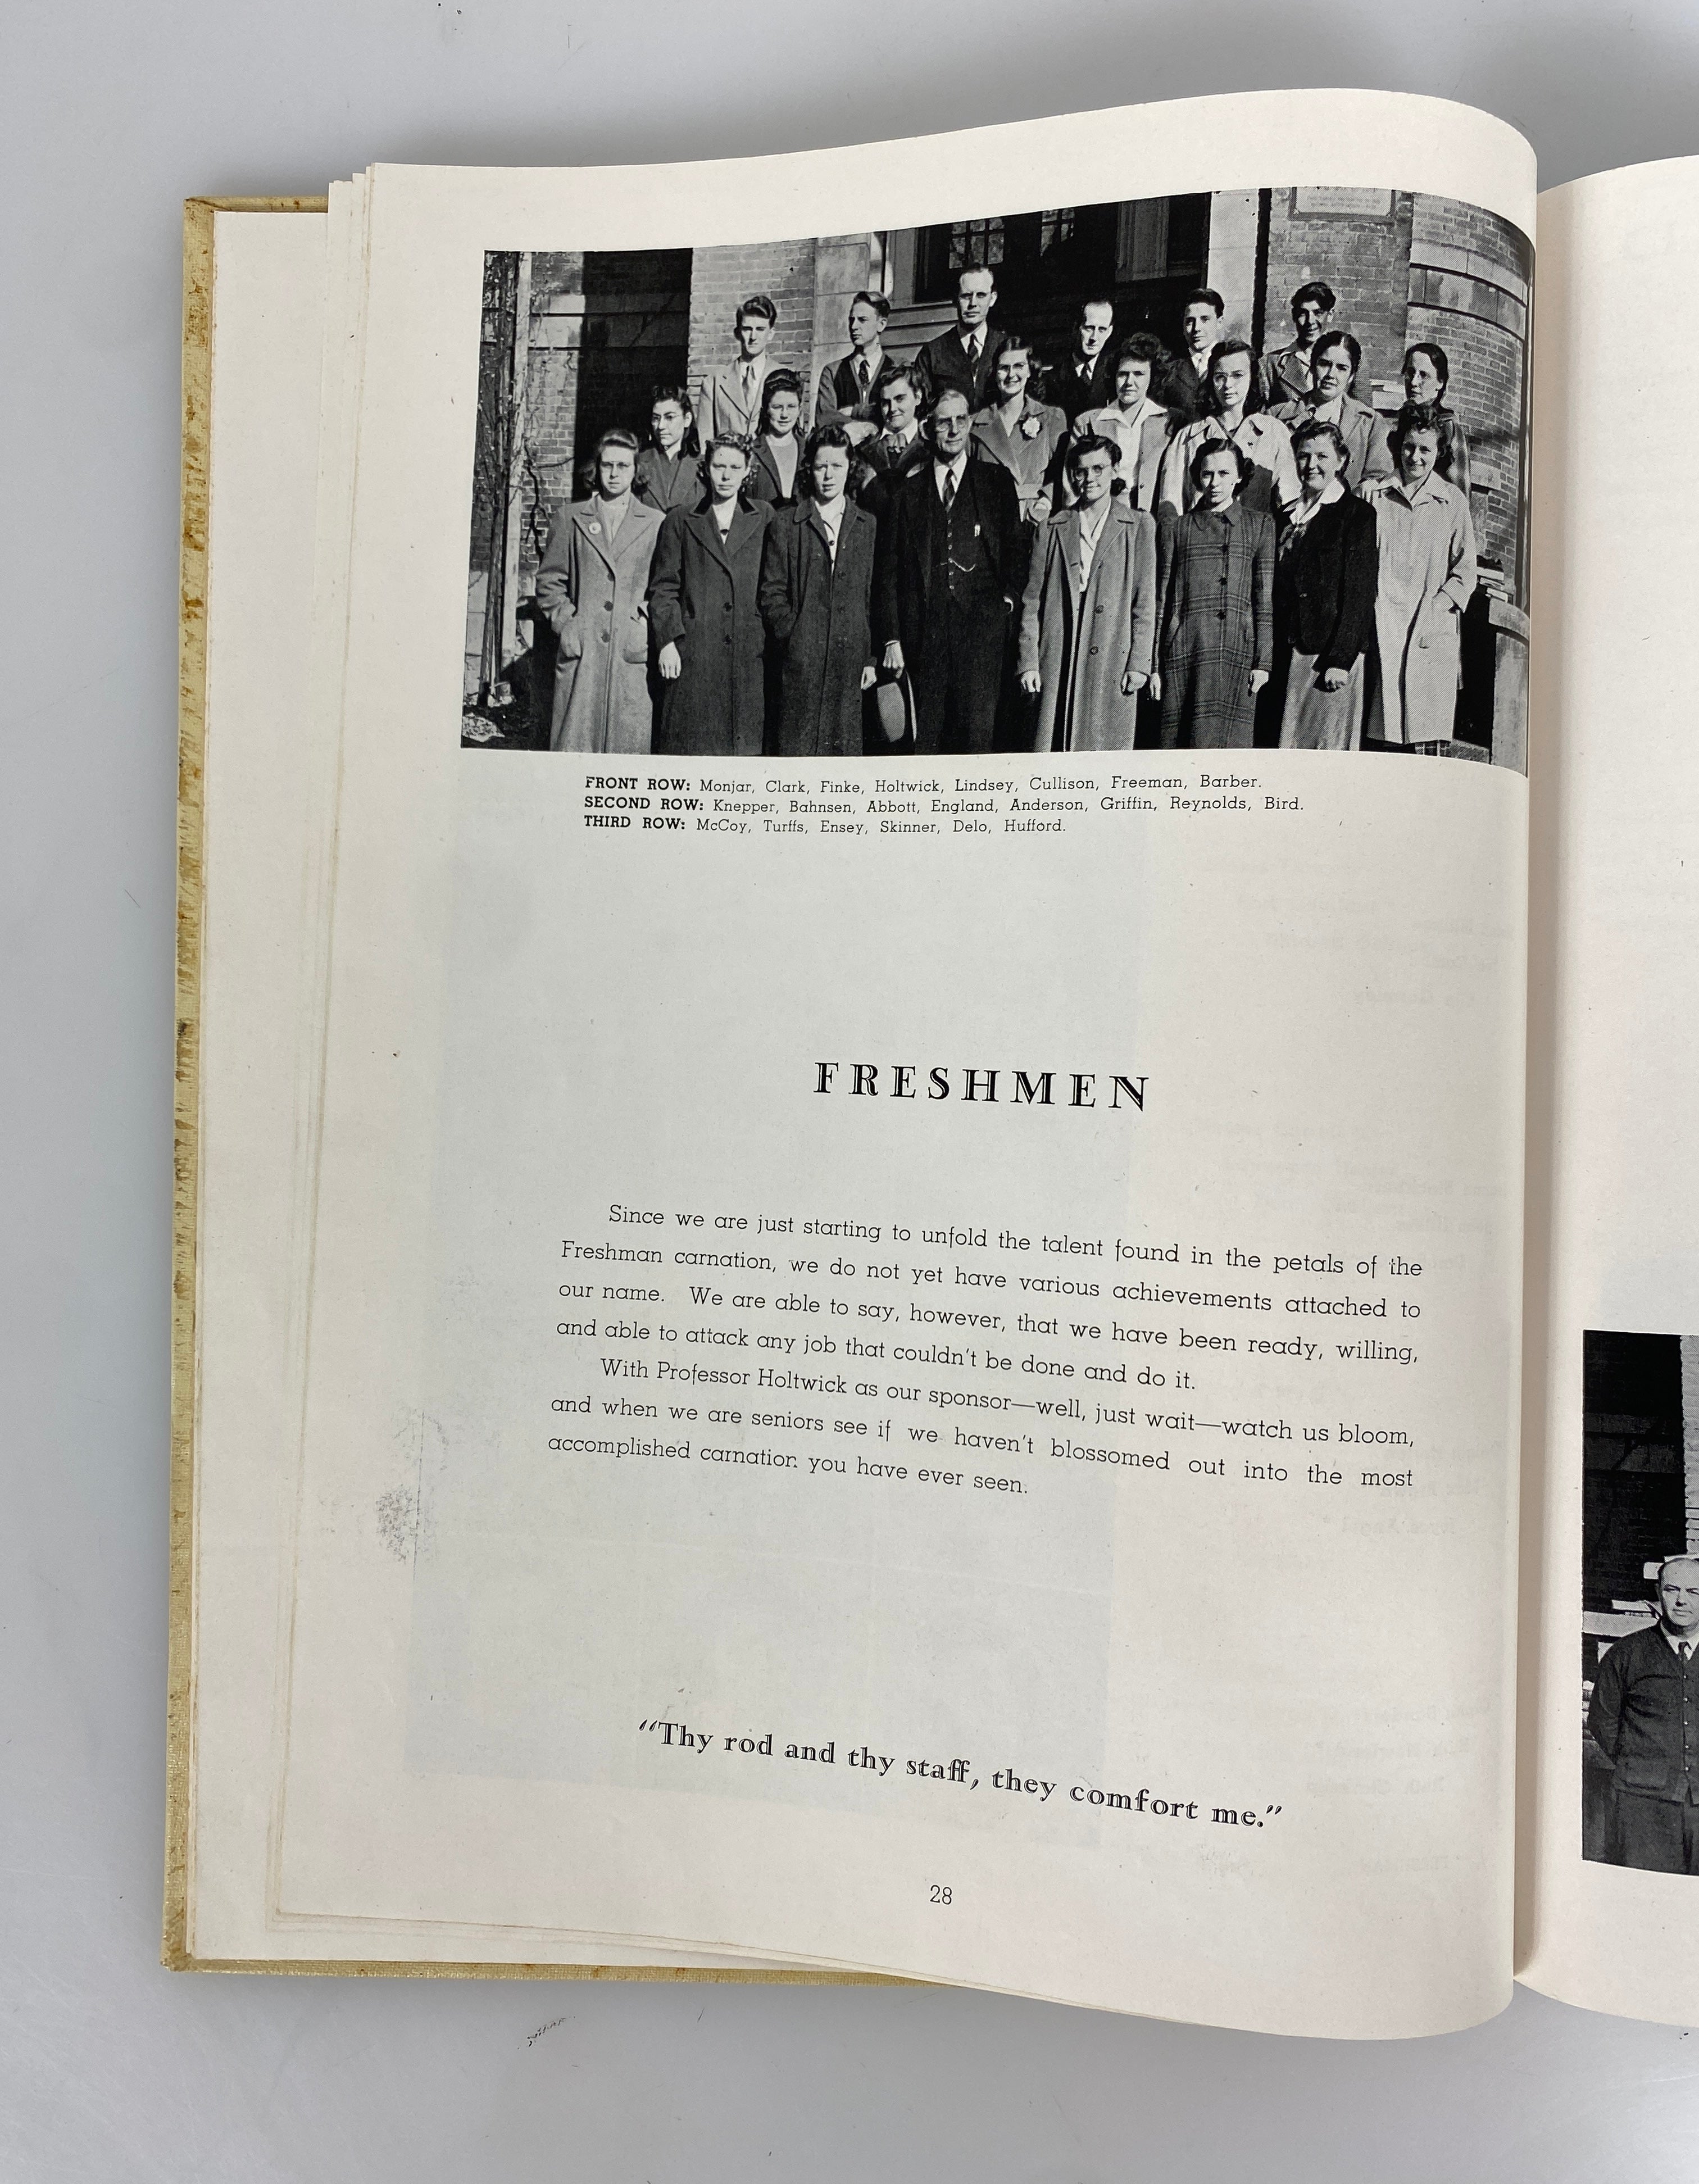 FRONT ROW: Monjar, Clark, Finke, Holtwick, Lindsey, Cullison, Freeman, Barber.
SECOND ROW: Knepper, Bahnsen, Abbott, England, Anderson, Griffin, Reynolds, Bird.
THIRD ROW: McCoy, Turffs, Ensey, Skinner, Delo, Hufford.
FRESHMEN
Since we are just starting to unfold the talent found in the petals of the
Freshman carnation, we do not yet have various achievements attached to
our name. We are able to say, however, that we have been ready, willing,
and able to attack any job that couldn't be done and do it.
With Professor Holtwick as our sponsor—well, just wait—watch us bloom,
and when we are seniors see if we haven't blossomed out into the most
accomplished carnation you have ever seen.
"Thy rod and thy staff, they comfort me."
28